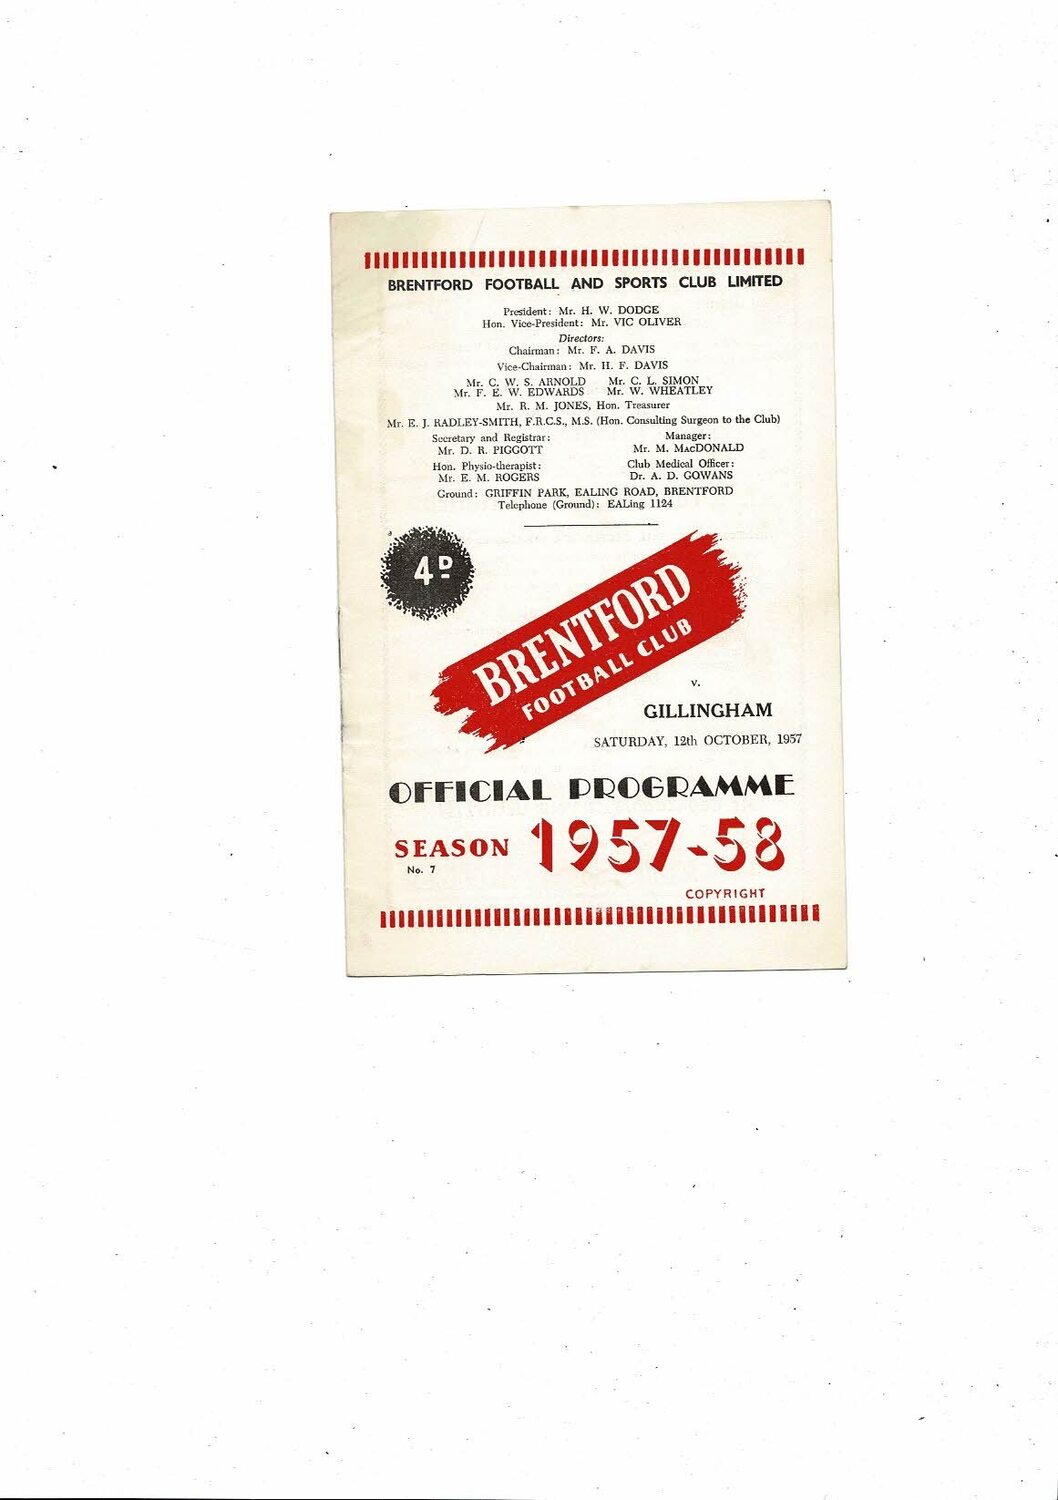 BRENTFORD FOOTBALL AND SPORTS CLUB LIMITED
President: Mr. H. W. DODGE
Hon. Vice-President: Mr. VIC OLIVER
Directors:
Chairman: Mr. F. A. DAVIS
Vice-Chairman: Mr. H. F. DAVIS
Mr. C. W. S. ARNOLD Mr. C. L. SIMON
Mr. F. E. W. EDWARDS Mr. W. WHEATLEY
Mr. R. M. JONES, Hon. Treasurer
Mr. E. J. RADLEY-SMITH, F.R.C.S., M.S. (Hon. Consulting Surgeon to the Club)
Secretary and Registrar: Manager:
Mr. D. R. PIGGOTT Mr. M. MacDONALD
Hon. Physio-therapist: Club Medical Officer:
Mr. E. M. ROGERS Dr. A. D. GOWANS
Ground: GRIFFIN PARK, EALING ROAD, BRENTFORD
Telephone (Ground): EALing 1124
4D
BRENTFORD
FOOTBALL CLUB
v.
GILLINGHAM
SATURDAY, 12th OCTOBER, 1957
OFFICIAL PROGRAMME
SEASON 1957-58
No. 7
COPYRIGHT